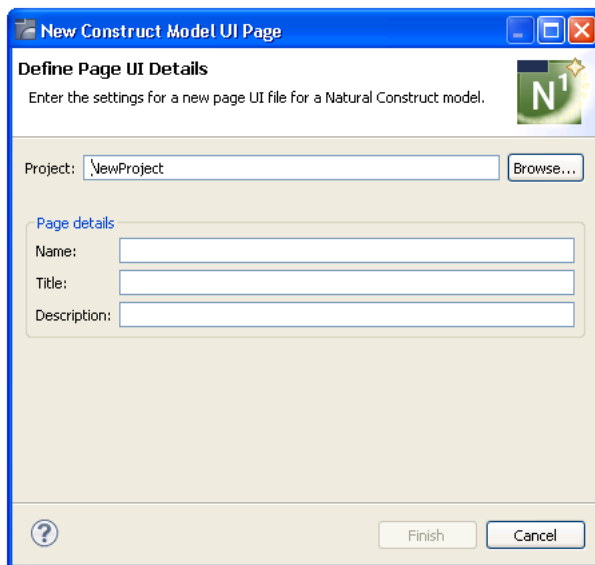 New Construct Model UI Page
Define Page UI Details
Enter the settings for a new page UI file for a Natural Construct model.
N1
Project: NewProject Browse...
Page details
Name:
Title:
Description:
? Finish Cancel